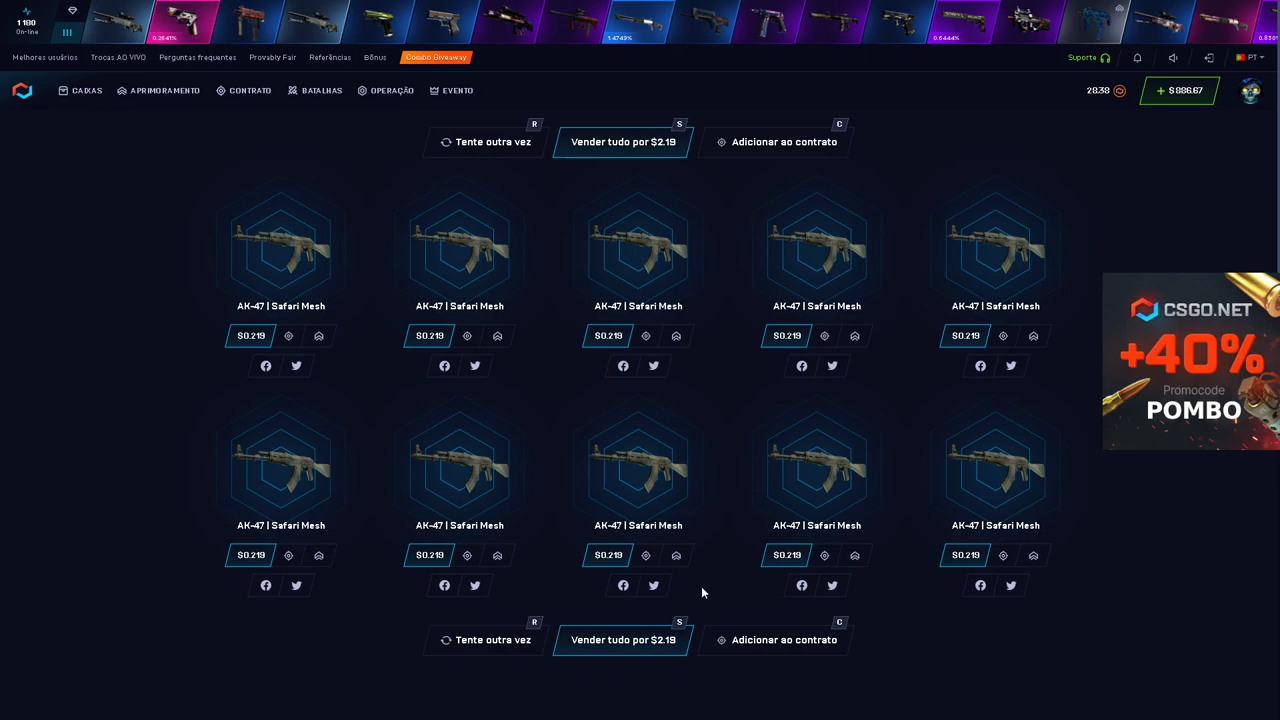 1 180
On-line
0.2641%
1.4749%
0.6444%
0.830
Melhores usuários Trocas AO VIVO Perguntas frequentes Provably Fair Referências Bônus Combo Giveaway Suporte PT
CAIXAS APRIMORAMENTO CONTRATO BATALHAS OPERAÇÃO EVENTO 28.38 + $ 886.67
R S C
Tente outra vez Vender tudo por $2.19 Adicionar ao contrato
AK-47 | Safari Mesh AK-47 | Safari Mesh AK-47 | Safari Mesh AK-47 | Safari Mesh AK-47 | Safari Mesh
$0.219 $0.219 $0.219 $0.219 $0.219
CSGO.NET
+40%
Promocode
POMBO
AK-47 | Safari Mesh AK-47 | Safari Mesh AK-47 | Safari Mesh AK-47 | Safari Mesh AK-47 | Safari Mesh
$0.219 $0.219 $0.219 $0.219 $0.219
R S C
Tente outra vez Vender tudo por $2.19 Adicionar ao contrato